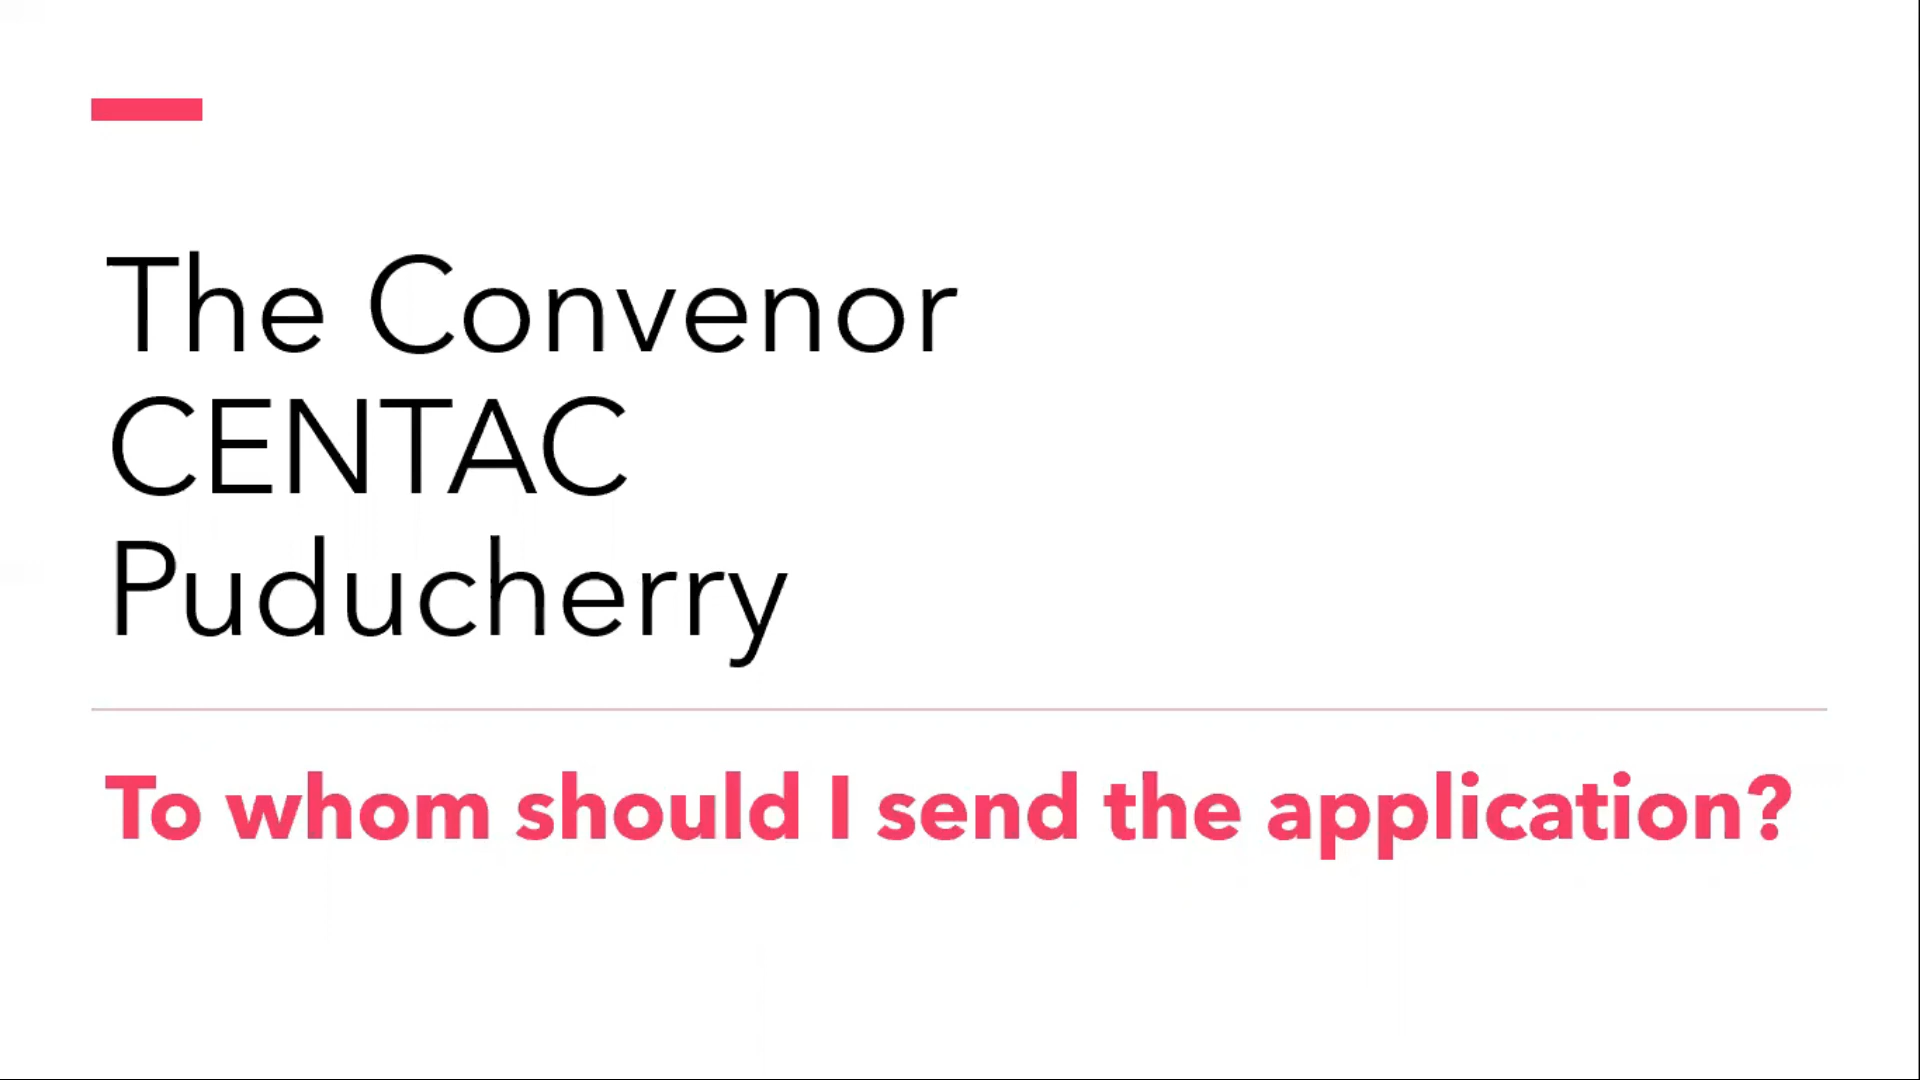 The Convenor
CENTAC
Puducherry
To whom should I send the application?